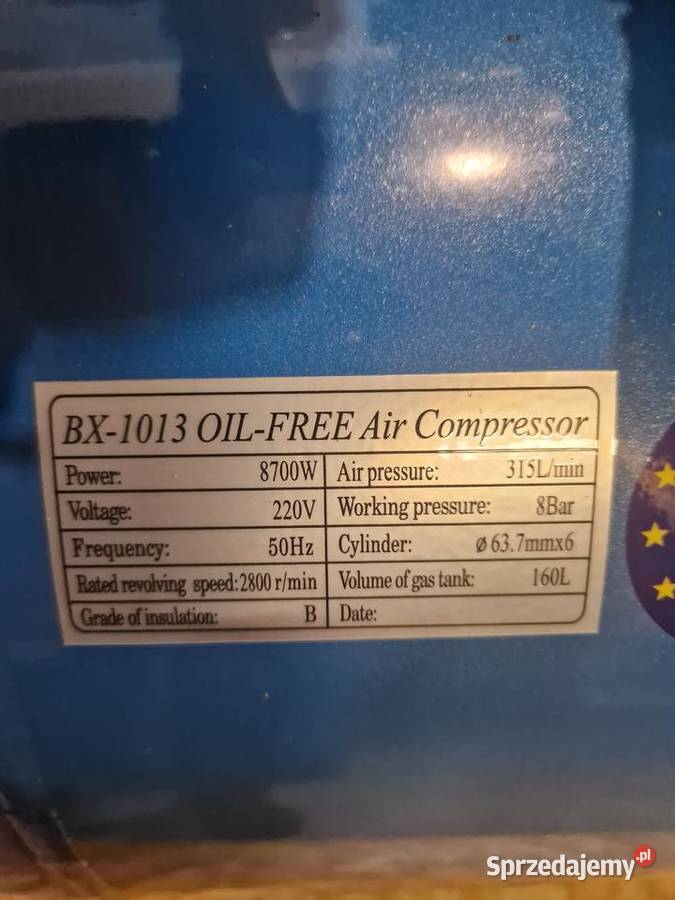 BX-1013 OIL-FREE Air Compressor
Power: 8700W Air pressure: 315L/min
Voltage: 220V Working pressure: 8Bar
Frequency: 50Hz Cylinder: ø63.7mmx6
Rated revolving speed:2800 r/min Volume of gas tank: 160L
Grade of insulation: B Date:
Sprzedajemy.pl